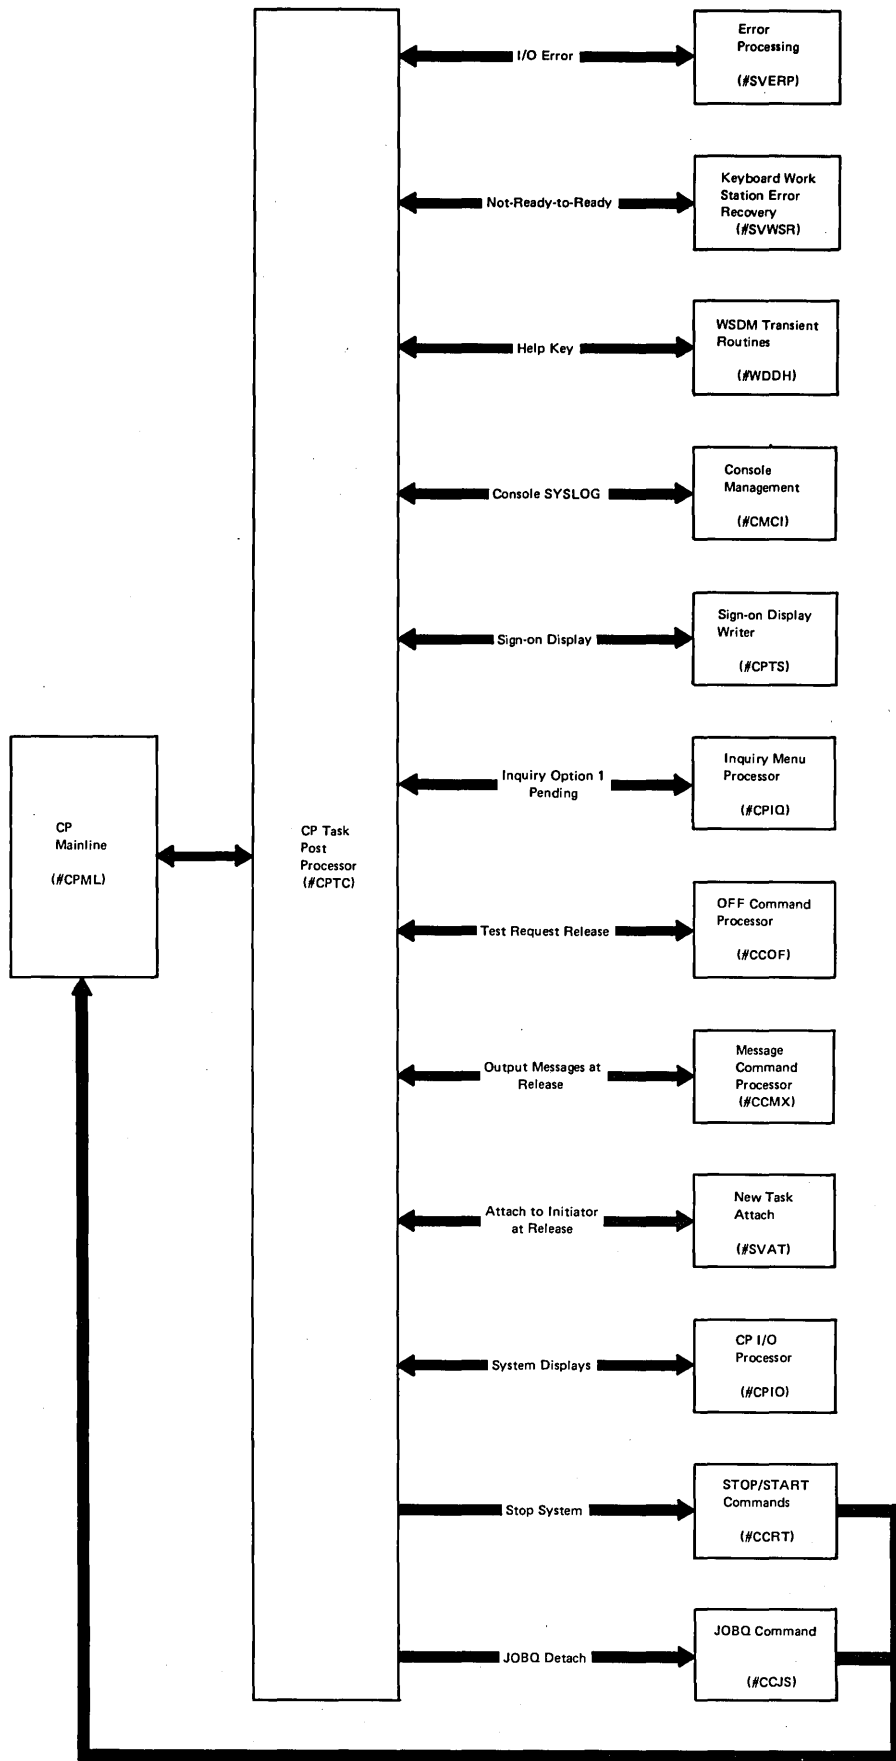 I/O Error
Error
Processing
(#SVERP)
Not-Ready-to-Ready
Keyboard Work
Station Error
Recovery
(#SVWSR)
Help Key
WSDM Transient
Routines
(#WDDH)
Console SYSLOG
Console
Management
(#CMCI)
Sign-on Display
Sign-on Display
Writer
(#CPTS)
CP
Mainline
(#CPML)
CP Task
Post
Processor
(#CPTC)
Inquiry Option 1
Pending
Inquiry Menu
Processor
(#CPIQ)
Test Request Release
OFF Command
Processor
(#CCOF)
Output Messages at
Release
Message
Command
Processor
(#CCMX)
Attach to Initiator
at Release
New Task
Attach
(#SVAT)
System Displays
CP I/O
Processor
(#CPIO)
Stop System
STOP/START
Commands
(#CCRT)
JOBQ Detach
JOBQ Command
(#CCJS)